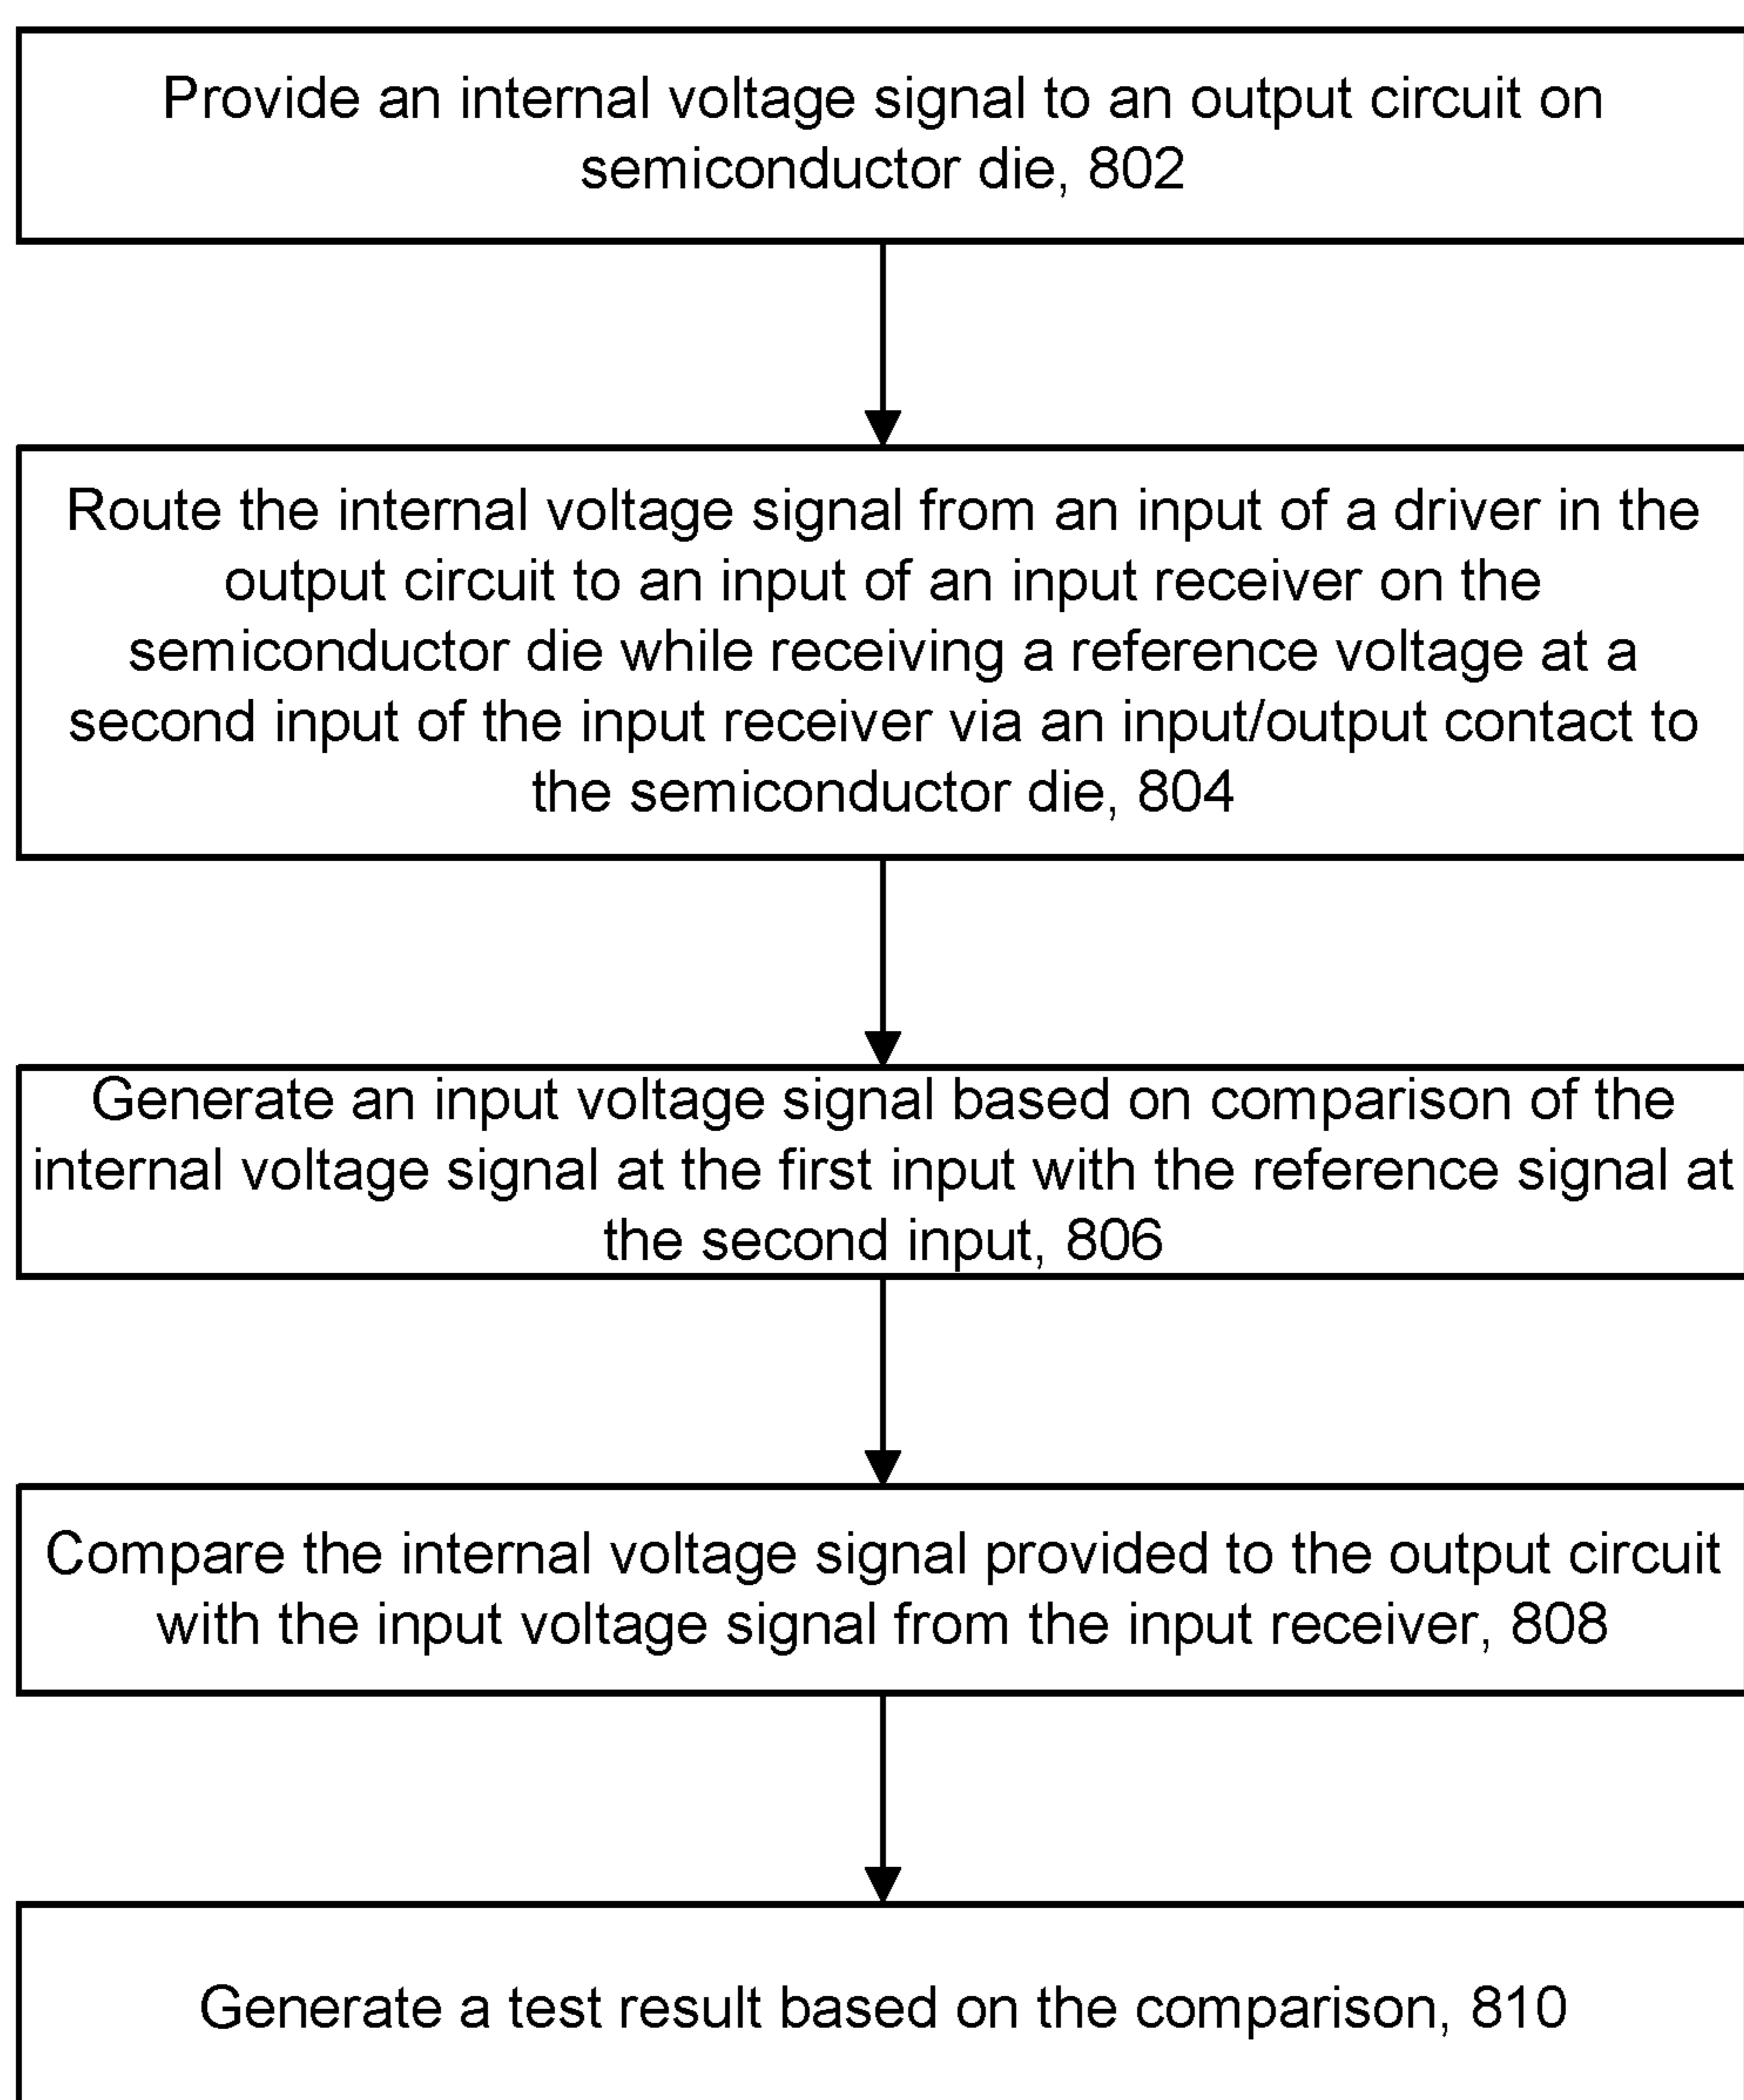 Provide an internal voltage signal to an output circuit on
semiconductor die, 802
Route the internal voltage signal from an input of a driver in the
output circuit to an input of an input receiver on the
semiconductor die while receiving a reference voltage at a
second input of the input receiver via an input/output contact to
the semiconductor die, 804
Generate an input voltage signal based on comparison of the
internal voltage signal at the first input with the reference signal at
the second input, 806
Compare the internal voltage signal provided to the output circuit
with the input voltage signal from the input receiver, 808
Generate a test result based on the comparison, 810